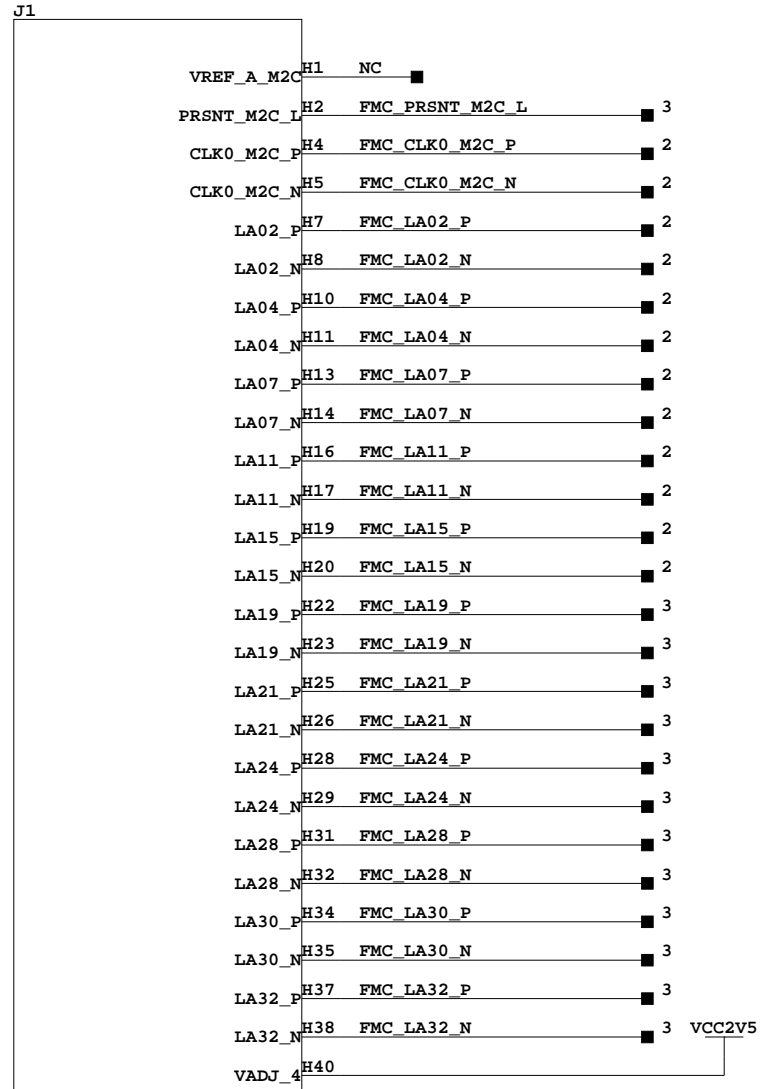 J1
VREF_A_M2C H1 NC
PRSNT_M2C_L H2 FMC_PRSNT_M2C_L 3
CLK0_M2C_P H4 FMC_CLK0_M2C_P 2
CLK0_M2C_N H5 FMC_CLK0_M2C_N 2
LA02_P H7 FMC_LA02_P 2
LA02_N H8 FMC_LA02_N 2
LA04_P H10 FMC_LA04_P 2
LA04_N H11 FMC_LA04_N 2
LA07_P H13 FMC_LA07_P 2
LA07_N H14 FMC_LA07_N 2
LA11_P H16 FMC_LA11_P 2
LA11_N H17 FMC_LA11_N 2
LA15_P H19 FMC_LA15_P 2
LA15_N H20 FMC_LA15_N 2
LA19_P H22 FMC_LA19_P 3
LA19_N H23 FMC_LA19_N 3
LA21_P H25 FMC_LA21_P 3
LA21_N H26 FMC_LA21_N 3
LA24_P H28 FMC_LA24_P 3
LA24_N H29 FMC_LA24_N 3
LA28_P H31 FMC_LA28_P 3
LA28_N H32 FMC_LA28_N 3
LA30_P H34 FMC_LA30_P 3
LA30_N H35 FMC_LA30_N 3
LA32_P H37 FMC_LA32_P 3
LA32_N H38 FMC_LA32_N 3 VCC2V5
VADJ_4 H40